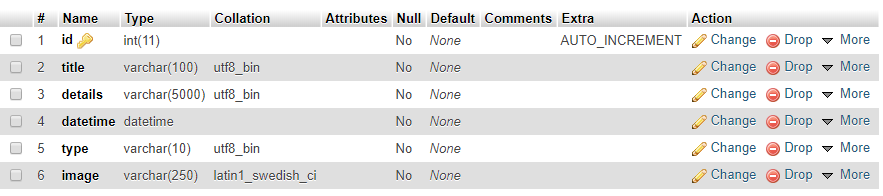 # Name Type Collation Attributes Null Default Comments Extra Action
1 id int(11) No None AUTO_INCREMENT Change Drop More
2 title varchar(100) utf8_bin No None Change Drop More
3 details varchar(5000) utf8_bin No None Change Drop More
4 datetime datetime No None Change Drop More
5 type varchar(10) utf8_bin No None Change Drop More
6 image varchar(250) latin1_swedish_ci No None Change Drop More